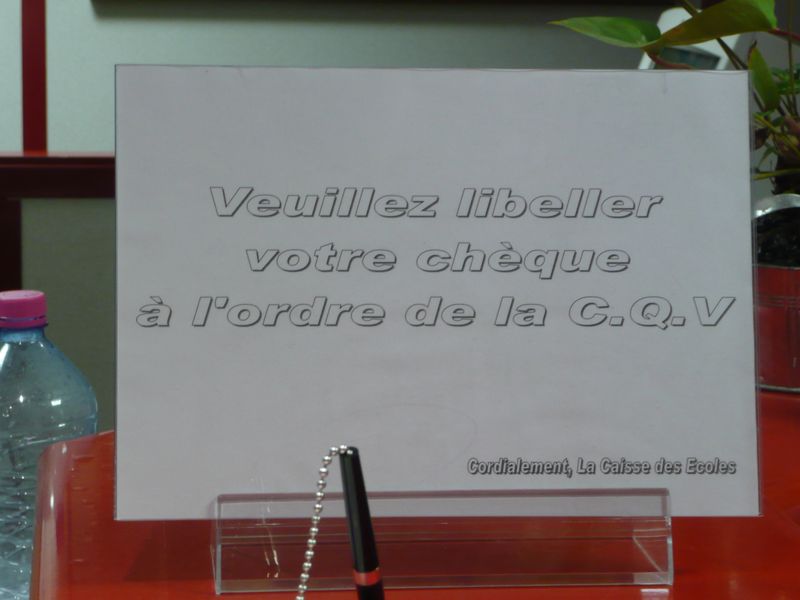 Veuillez libeller
votre chèque
à l'ordre de la C.Q.V
Cordialement, La Caisse des Ecoles